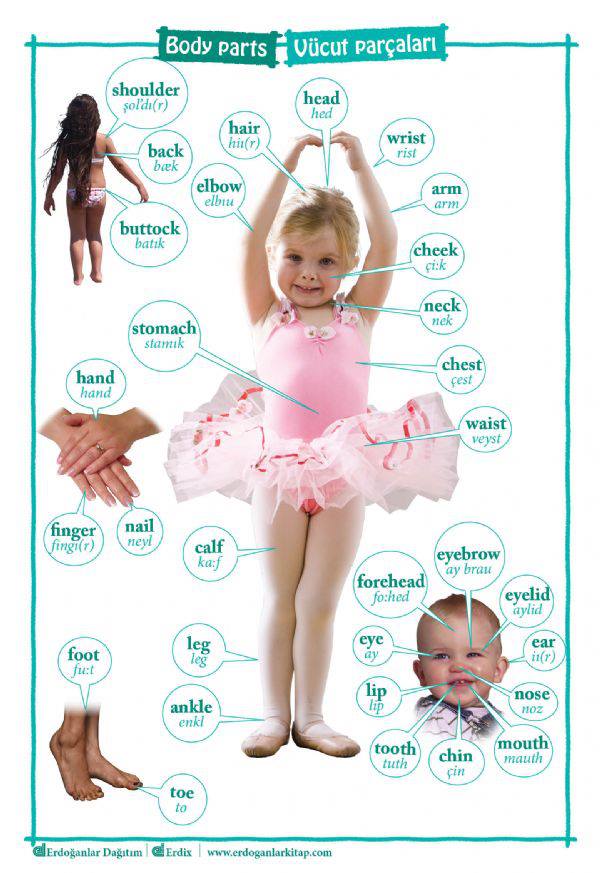 Body parts
Vücut parçaları
shoulder
şol'dı(r)
head
hed
hair
hiı(r)
wrist
rist
back
bæk
elbow
elbıu
arm
arm
buttock
batık
cheek
çi:k
neck
nek
stomach
stamık
chest
çest
hand
hand
waist
veyst
finger
fingı(r)
nail
neyl
calf
ka:f
eyebrow
ay brau
forehead
fo:hed
eyelid
aylid
eye
ay
ear
iı(r)
leg
leg
foot
fu:t
lip
lip
nose
noz
ankle
enkl
tooth
tuth
chin
çin
mouth
mauth
toe
to
Erdoğanlar Dağıtım | Erdix | www.erdoganlarkitap.com